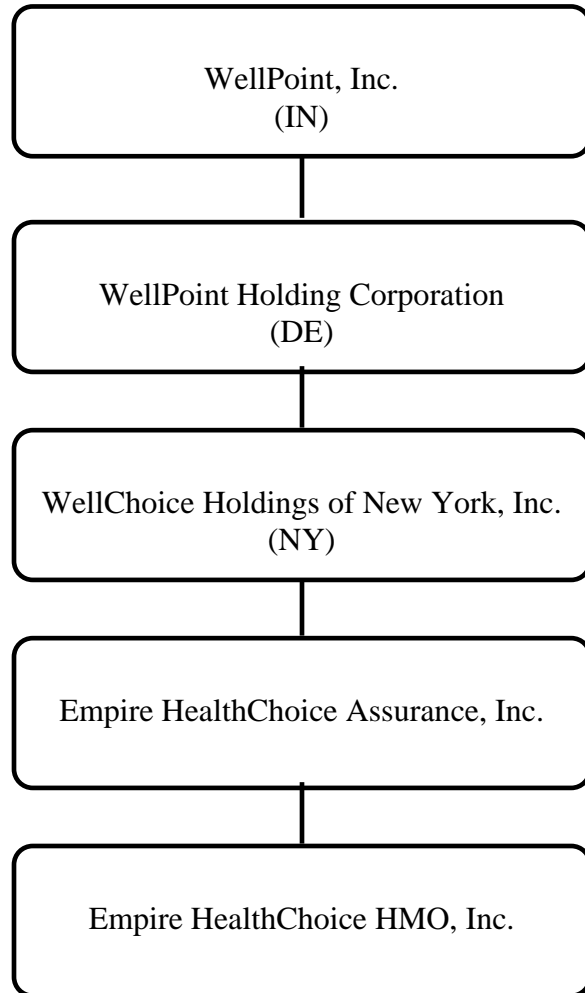 WellPoint, Inc.
(IN)
WellPoint Holding Corporation
(DE)
WellChoice Holdings of New York, Inc.
(NY)
Empire HealthChoice Assurance, Inc.
Empire HealthChoice HMO, Inc.